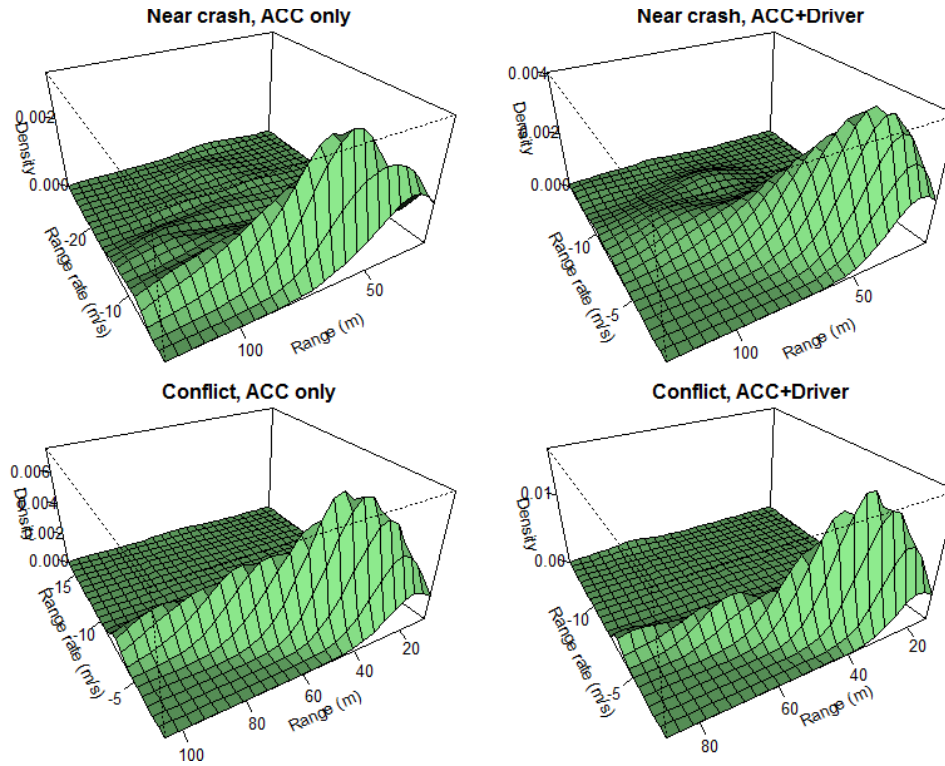 Near crash, ACC only
0.002
0.000
Density
-20
-10
Range rate (m/s)
50
100
Range (m)
Near crash, ACC+Driver
0.004
0.002
0.000
Density
-10
-5
Range rate (m/s)
50
100
Range (m)
Conflict, ACC only
0.006
0.004
0.002
0.000
Density
15
-10
-5
Range rate (m/s)
20
40
60
80
100
Range (m)
Conflict, ACC+Driver
0.01
0.00
Density
-10
-5
Range rate (m/s)
20
40
60
80
Range (m)